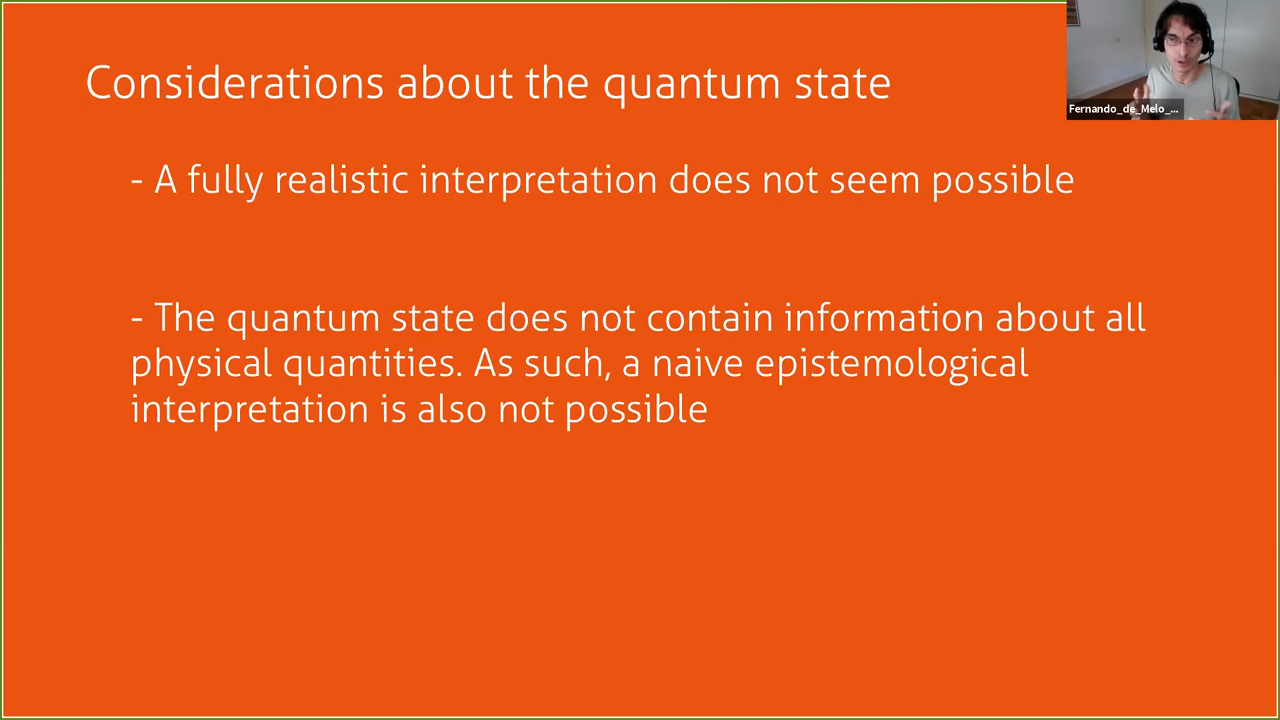 Considerations about the quantum state
Fernando_de_Melo_...
- A fully realistic interpretation does not seem possible
- The quantum state does not contain information about all
physical quantities. As such, a naive epistemological
interpretation is also not possible